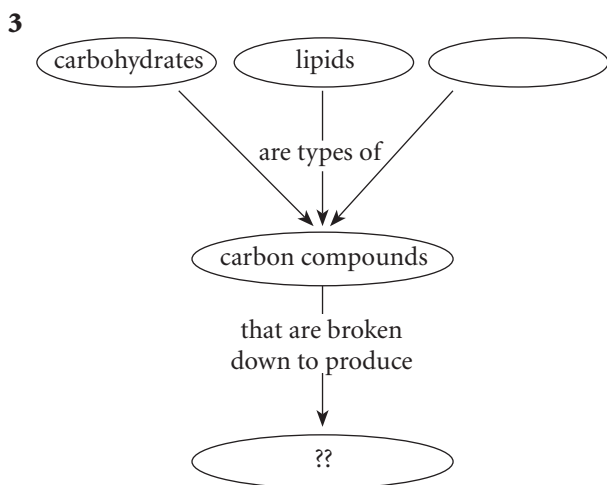 3
carbohydrates
lipids
are types of
carbon compounds
that are broken
down to produce
??